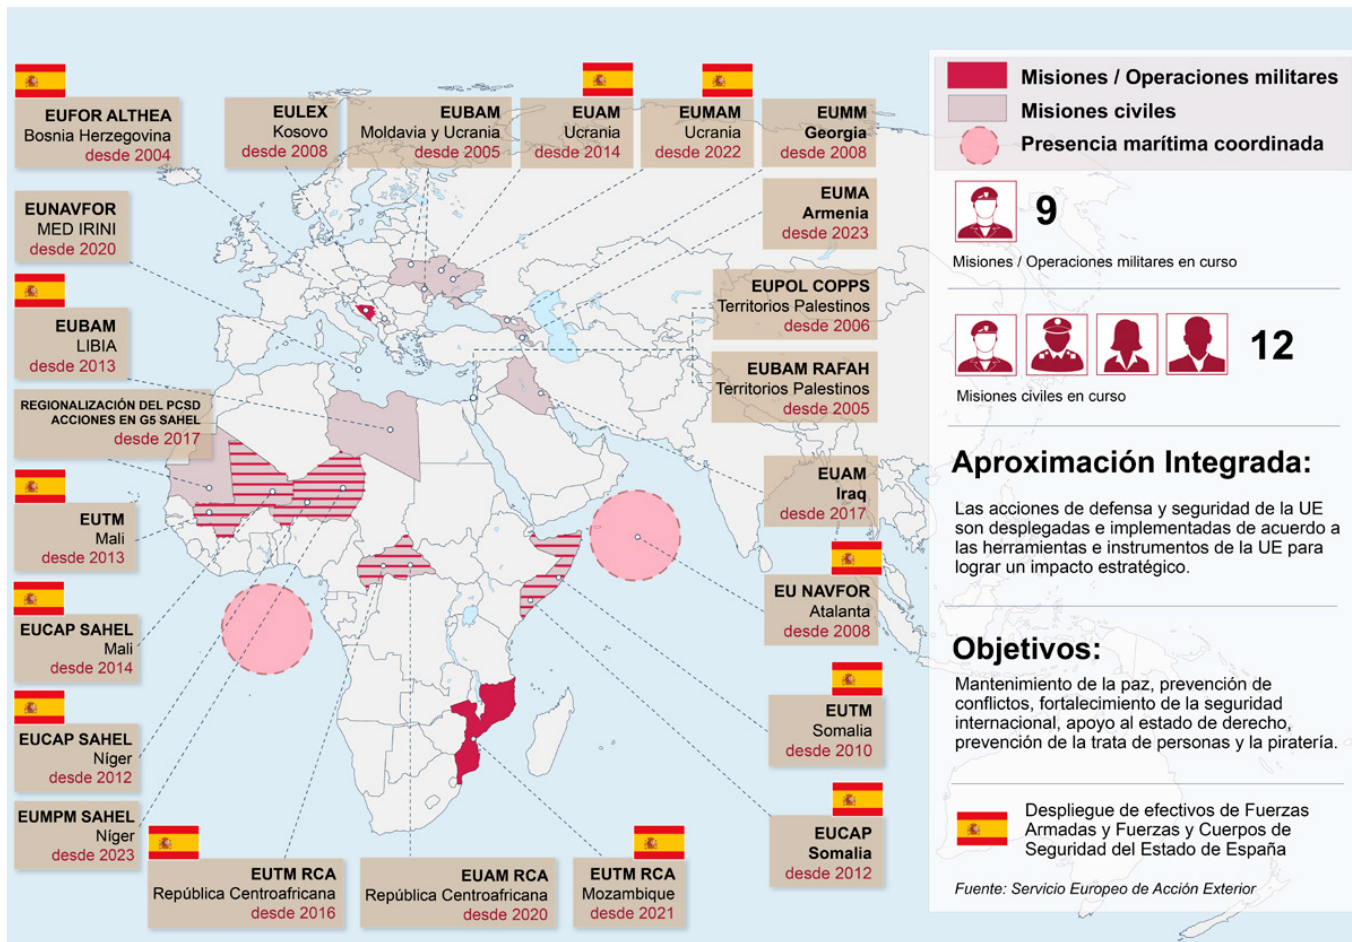 EUFOR ALTHEA
Bosnia Herzegovina
desde 2004
EULEX
Kosovo
desde 2008
EUBAM
Moldavia y Ucrania
desde 2005
EUAM
Ucrania
desde 2014
EUMAM
Ucrania
desde 2022
EUMM
Georgia
desde 2008
EUNAVFOR
MED IRINI
desde 2020
EUMA
Armenia
desde 2023
EUBAM
LIBIA
desde 2013
EUPOL COPPS
Territorios Palestinos
desde 2006
EUBAM RAFAH
Territorios Palestinos
desde 2005
REGIONALIZACIÓN DEL PCSD
ACCIONES EN G5 SAHEL
desde 2017
EUTM
Mali
desde 2013
EUAM
Iraq
desde 2017
EUCAP SAHEL
Mali
desde 2014
EU NAVFOR
Atalanta
desde 2008
EUCAP SAHEL
Níger
desde 2012
EUTM
Somalia
desde 2010
EUMPM SAHEL
Níger
desde 2023
EUCAP
Somalia
desde 2012
EUTM RCA
República Centroafricana
desde 2016
EUAM RCA
República Centroafricana
desde 2020
EUTM RCA
Mozambique
desde 2021
Misiones / Operaciones militares
Misiones civiles
Presencia marítima coordinada
9
Misiones / Operaciones militares en curso
12
Misiones civiles en curso
Aproximación Integrada:
Las acciones de defensa y seguridad de la UE
son desplegadas e implementadas de acuerdo a
las herramientas e instrumentos de la UE para
lograr un impacto estratégico.
Objetivos:
Mantenimiento de la paz, prevención de
conflictos, fortalecimiento de la seguridad
internacional, apoyo al estado de derecho,
prevención de la trata de personas y la piratería.
Despliegue de efectivos de Fuerzas
Armadas y Fuerzas y Cuerpos de
Seguridad del Estado de España
Fuente: Servicio Europeo de Acción Exterior